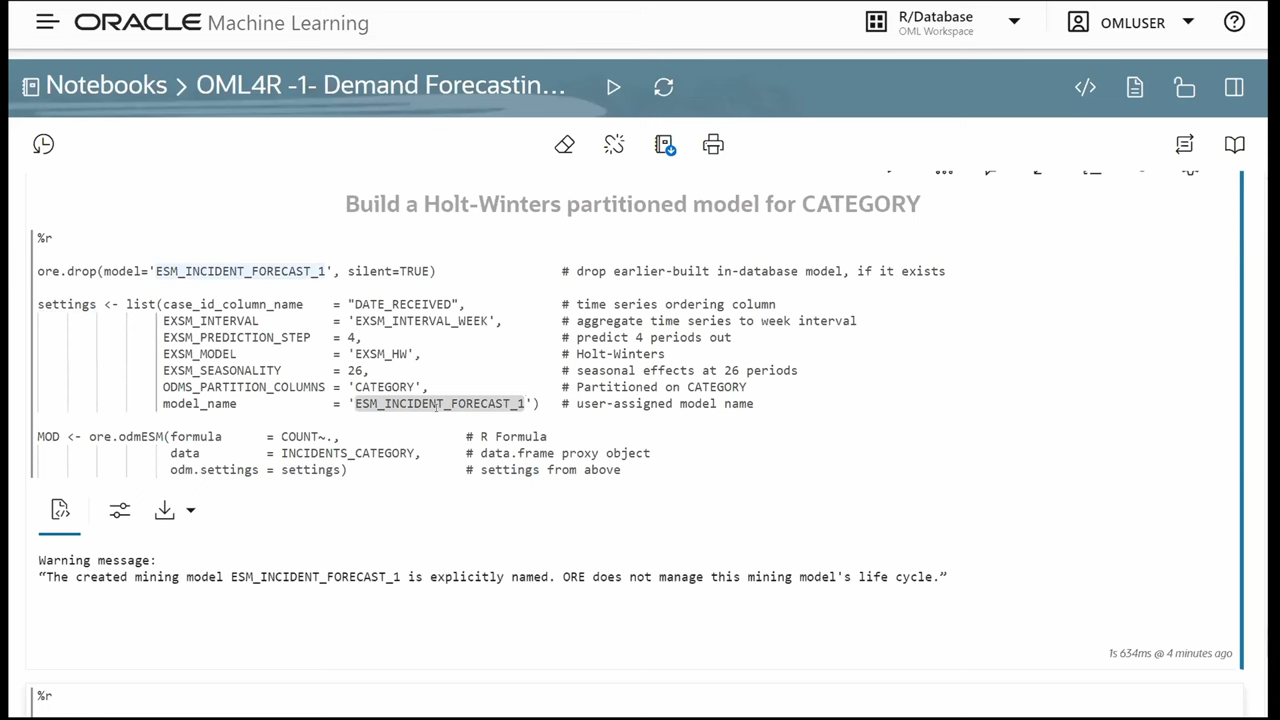 ORACLE Machine Learning
R/Database
OML Workspace
OMLUSER
Notebooks > OML4R -1- Demand Forecastin...
Build a Holt-Winters partitioned model for CATEGORY
%r
ore.drop(model='ESM_INCIDENT_FORECAST_1', silent=TRUE) # drop earlier-built in-database model, if it exists
settings <- list(case_id_column_name = "DATE_RECEIVED", # time series ordering column
EXSM_INTERVAL = 'EXSM_INTERVAL_WEEK', # aggregate time series to week interval
EXSM_PREDICTION_STEP = 4, # predict 4 periods out
EXSM_MODEL = 'EXSM_HW', # Holt-Winters
EXSM_SEASONALITY = 26, # seasonal effects at 26 periods
ODMS_PARTITION_COLUMNS = 'CATEGORY', # Partitioned on CATEGORY
model_name = 'ESM_INCIDENT_FORECAST_1') # user-assigned model name
MOD <- ore.odmESM(formula = COUNT~., # R Formula
data = INCIDENTS_CATEGORY, # data.frame proxy object
odm.settings = settings) # settings from above
Warning message:
“The created mining model ESM_INCIDENT_FORECAST_1 is explicitly named. ORE does not manage this mining model's life cycle.”
1s 634ms @ 4 minutes ago
%r